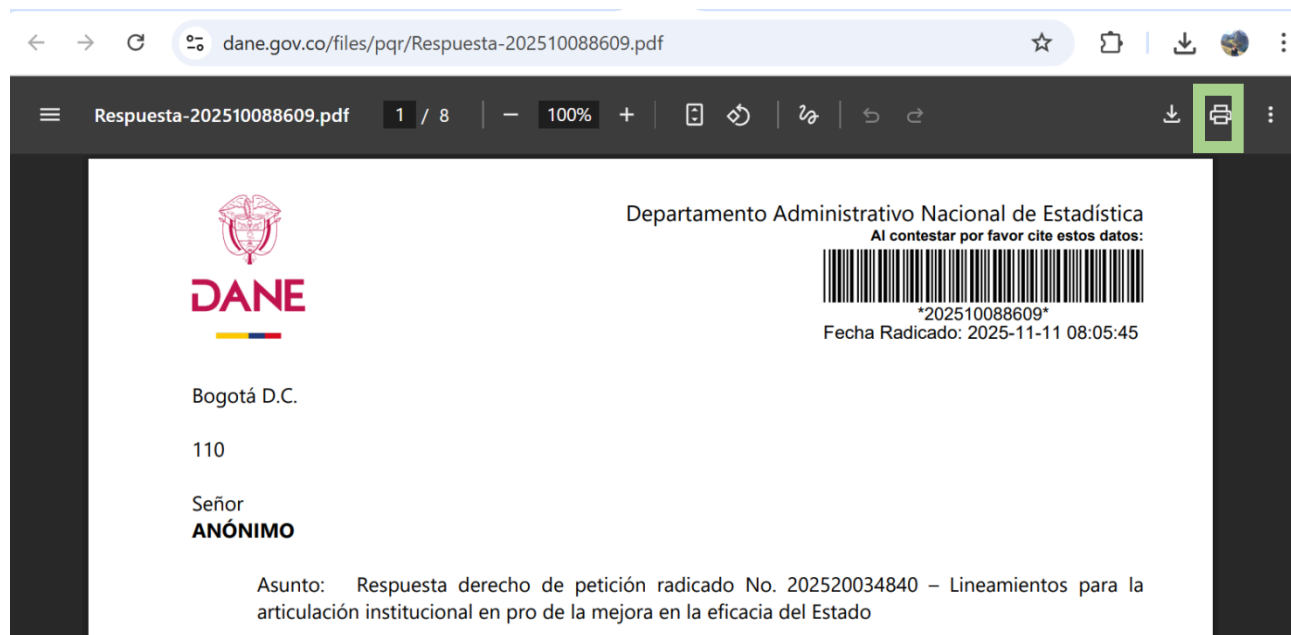 dane.gov.co/files/pqr/Respuesta-202510088609.pdf
Respuesta-202510088609.pdf 1 / 8 — 100% +
DANE
Departamento Administrativo Nacional de Estadística
Al contestar por favor cite estos datos:
*202510088609*
Fecha Radicado: 2025-11-11 08:05:45
Bogotá D.C.
110
Señor
ANÓNIMO
Asunto: Respuesta derecho de petición radicado No. 202520034840 – Lineamientos para la
articulación institucional en pro de la mejora en la eficacia del Estado